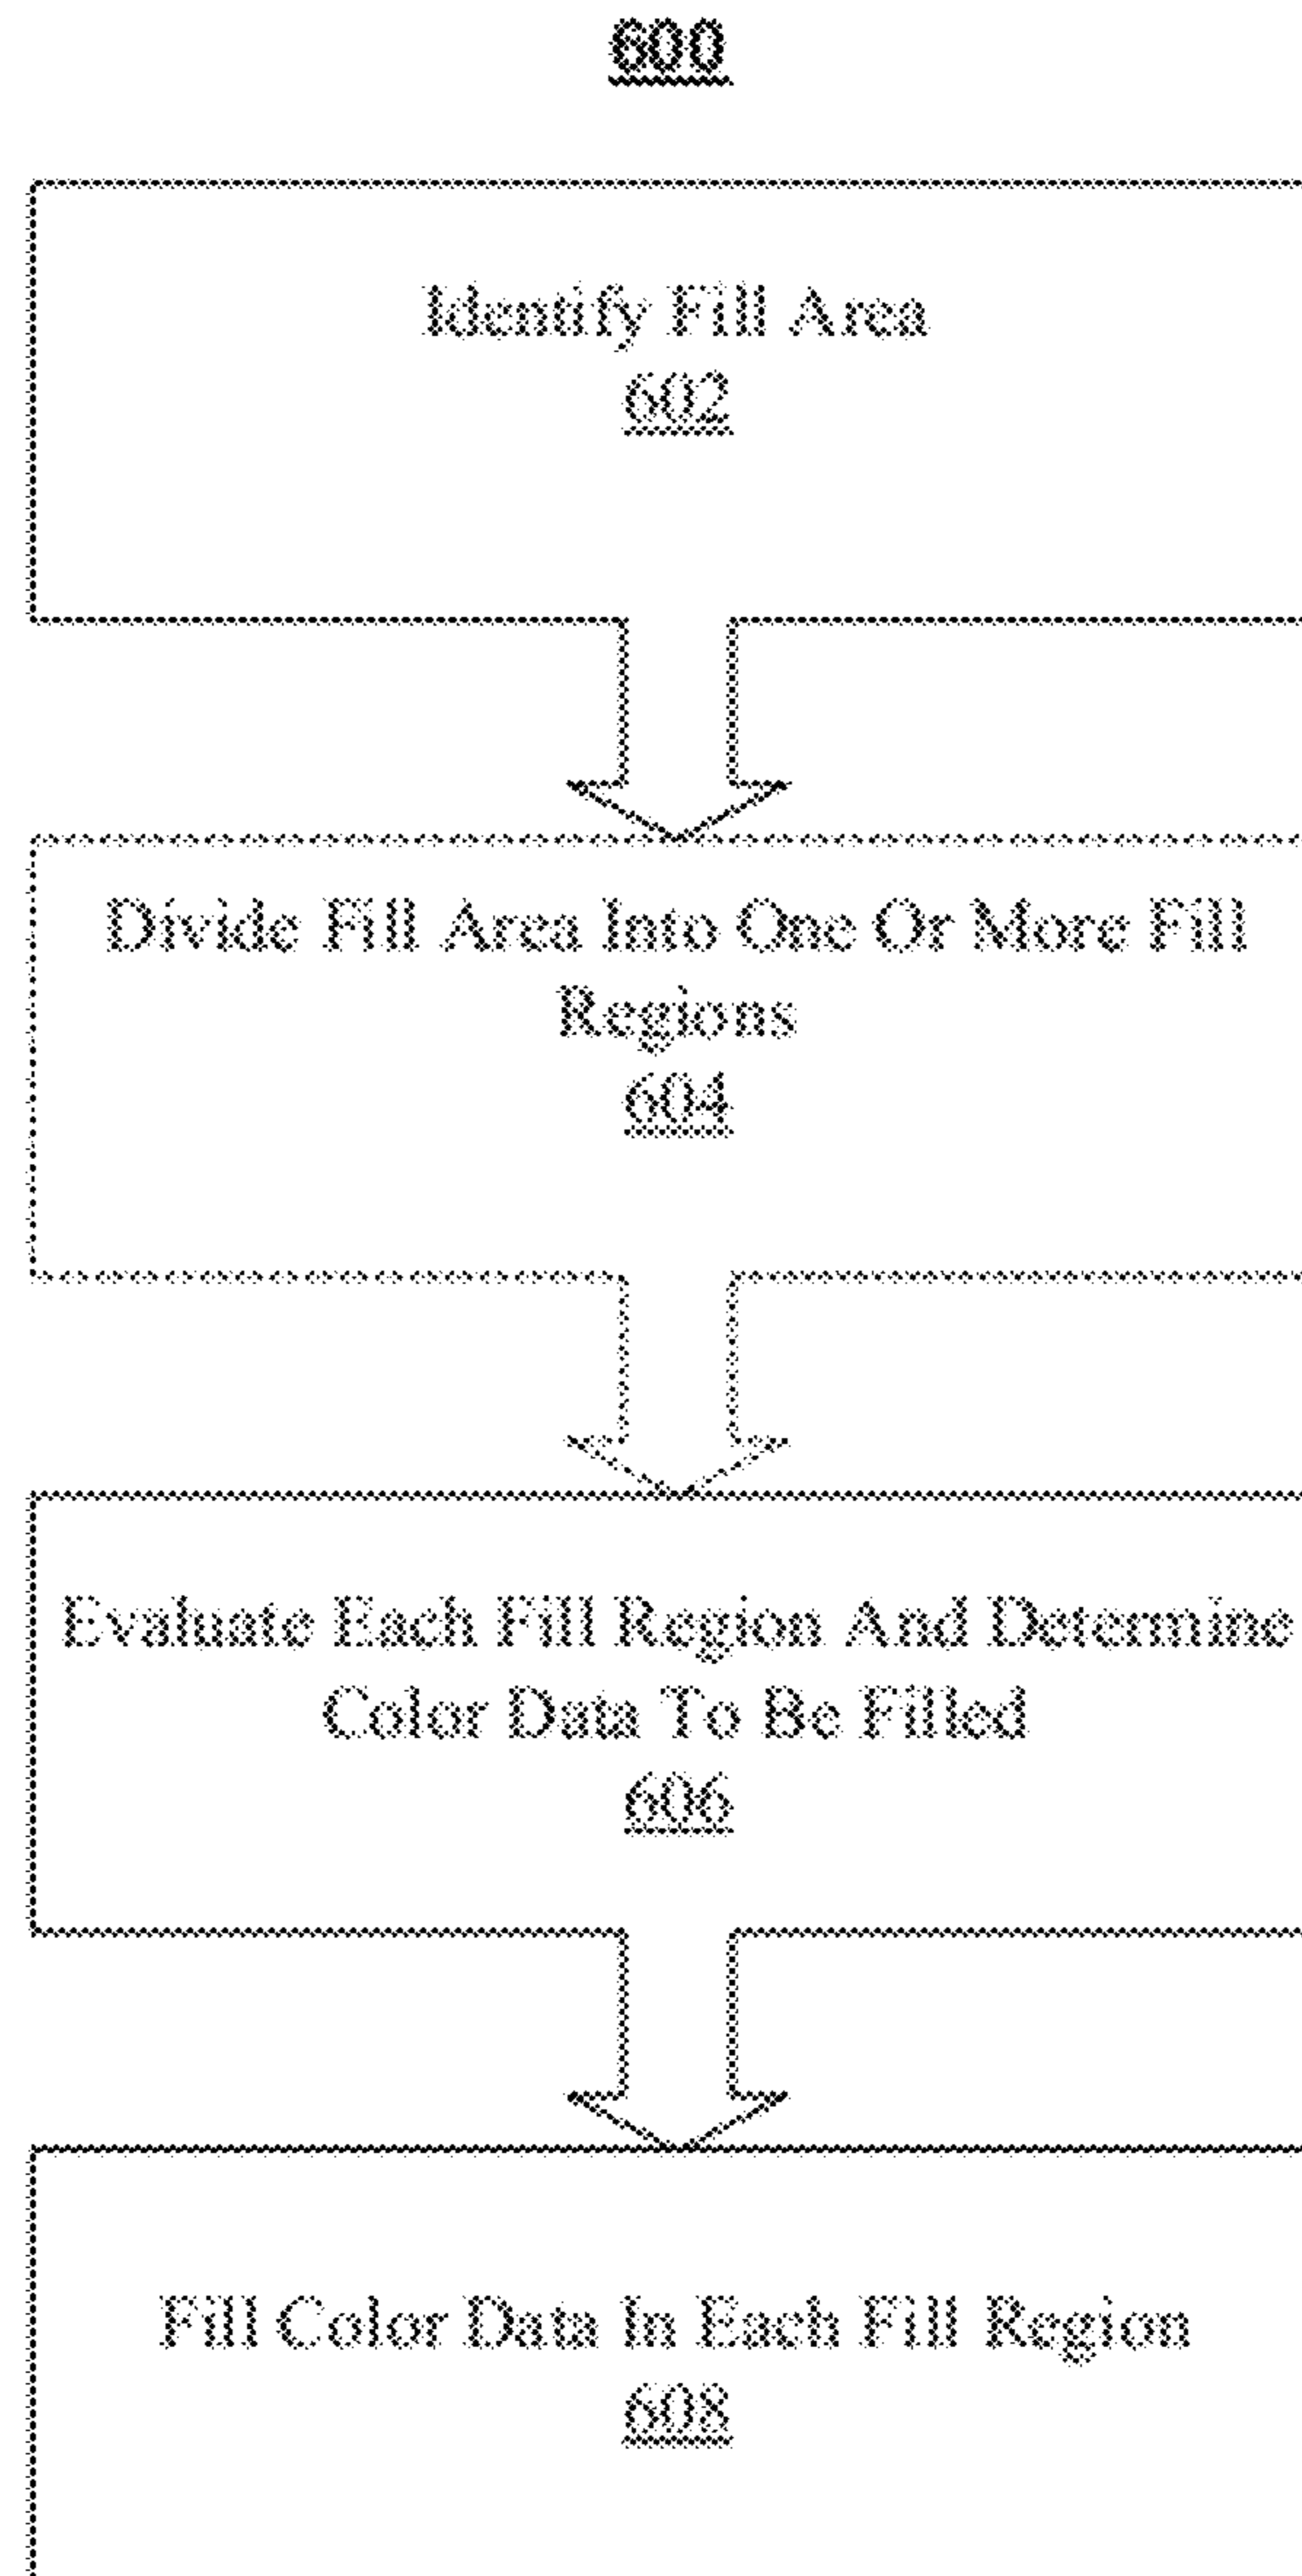 600
Identify Fill Area
602
Divide Fill Area Into One Or More Fill
Regions
604
Evaluate Each Fill Region And Determine
Color Data To Be Filled
606
Fill Color Data In Each Fill Region
608